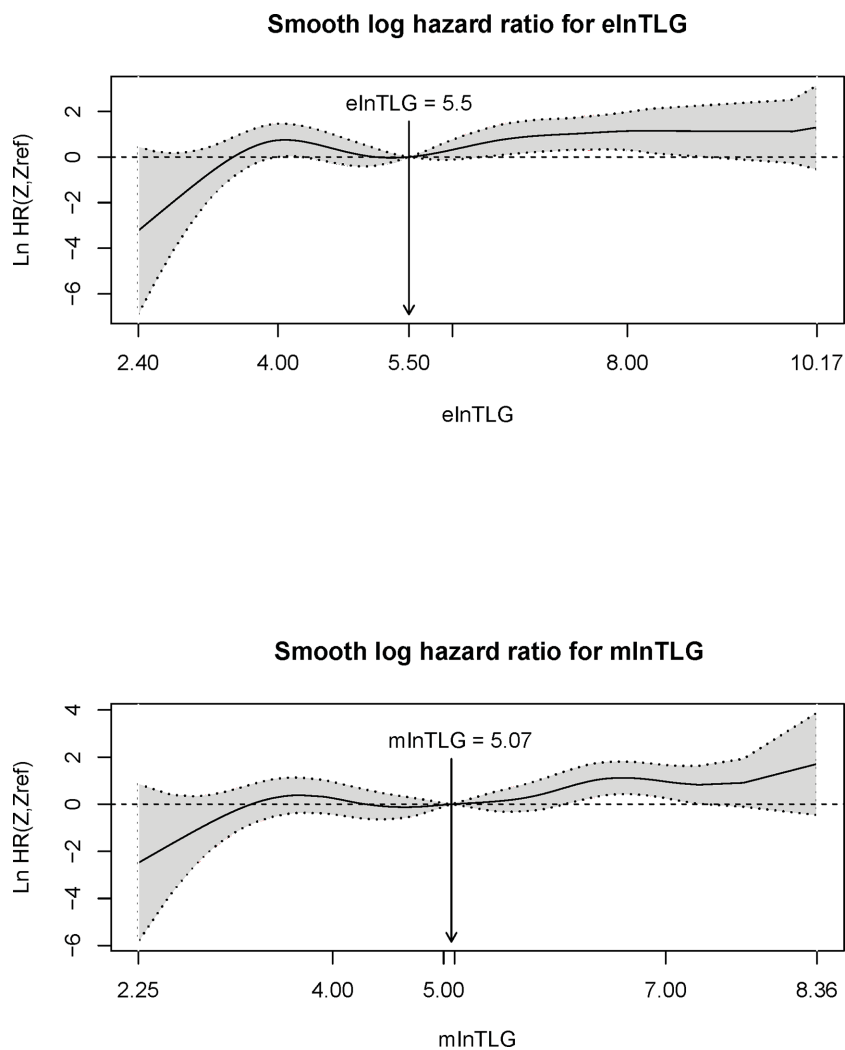 Smooth log hazard ratio for elnTLG
elnTLG = 5.5
Ln HR(Z,Zref)
2
0
−2
−4
−6
2.40 4.00 5.50 8.00 10.17
elnTLG
Smooth log hazard ratio for mlnTLG
mlnTLG = 5.07
Ln HR(Z,Zref)
4
2
0
−2
−4
−6
2.25 4.00 5.00 7.00 8.36
mlnTLG